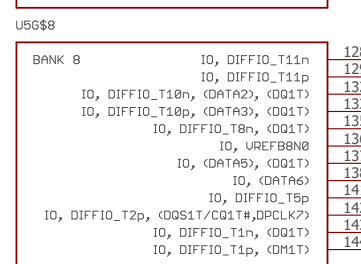 U5G$8
BANK 8
IO, DIFFIO_T11n
IO, DIFFIO_T11p
IO, DIFFIO_T10n, (DATA2), (DQ1T)
IO, DIFFIO_T10p, (DATA3), (DQ1T)
IO, DIFFIO_T8n, (DQ1T)
IO, VREFB8N0
IO, (DATA5), (DQ1T)
IO, (DATA6)
IO, DIFFIO_T5p
IO, DIFFIO_T2p, (DQS1T/CQ1T#,DPCLK7)
IO, DIFFIO_T1n, (DQ1T)
IO, DIFFIO_T1p, (DM1T)